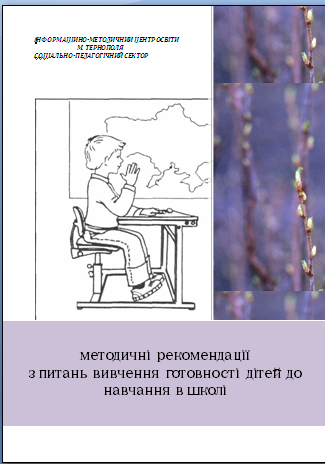 ІНФОРМАЦІЙНО-МЕТОДИЧНИЙ ЦЕНТР ОСВІТИ
М. ТЕРНОПОЛЯ
СОЦІАЛЬНО-ПЕДАГОГІЧНИЙ СЕКТОР
методичні рекомендації
з питань вивчення готовності дітей до
навчання в школі